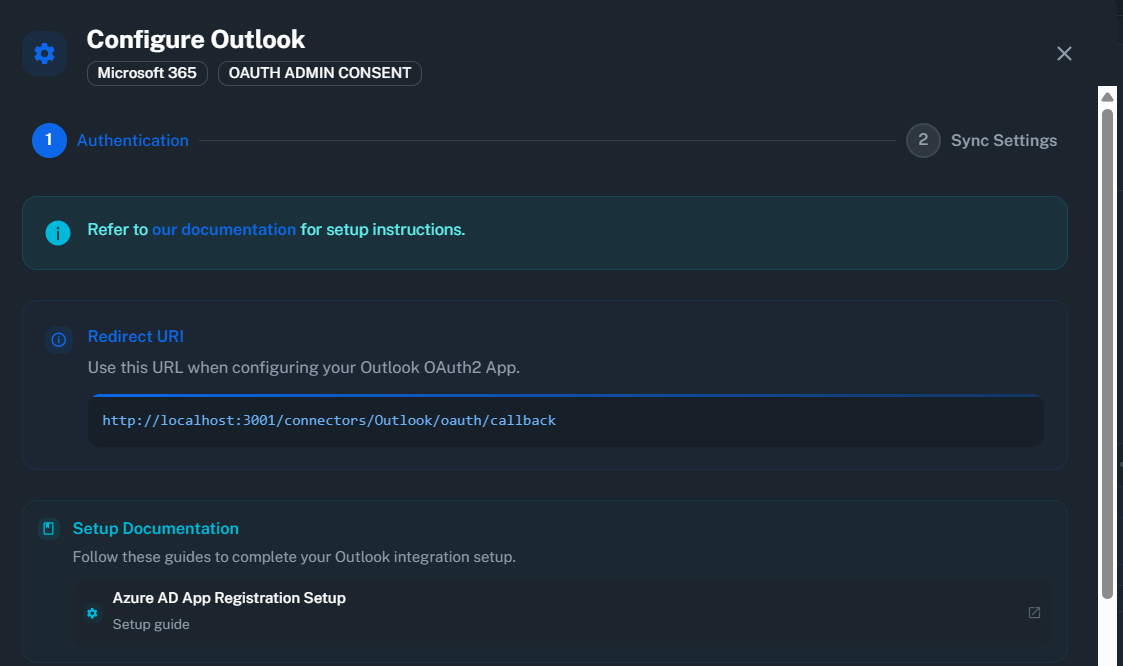 Configure Outlook
Microsoft 365 OAUTH ADMIN CONSENT
1 Authentication 2 Sync Settings
Refer to our documentation for setup instructions.
Redirect URI
Use this URL when configuring your Outlook OAuth2 App.
http://localhost:3001/connectors/Outlook/oauth/callback
Setup Documentation
Follow these guides to complete your Outlook integration setup.
Azure AD App Registration Setup
Setup guide